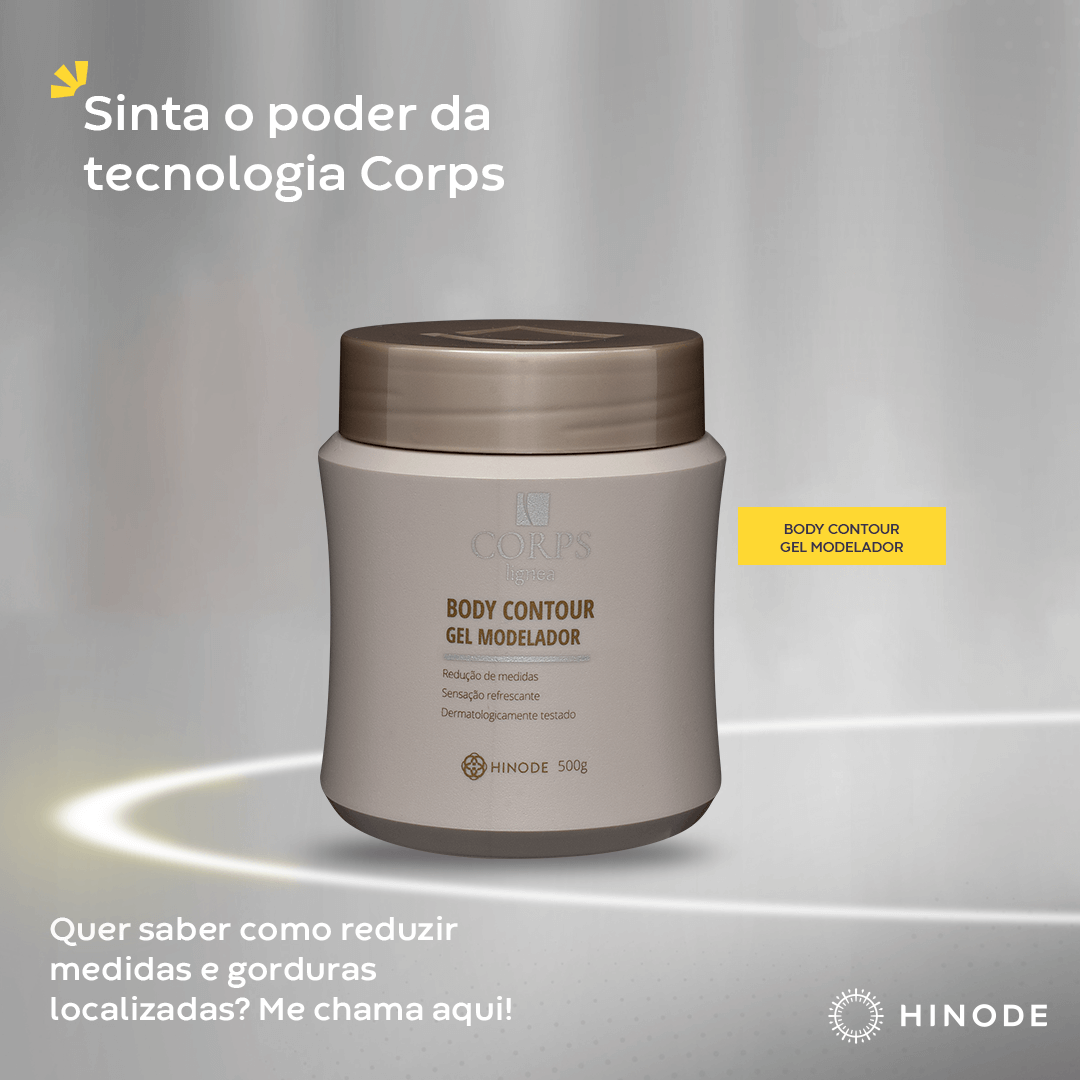 Sinta o poder da
tecnologia Corps
CORPS
lignea
BODY CONTOUR
GEL MODELADOR
Redução de medidas
Sensação refrescante
Dermatologicamente testado
HINODE 500g
BODY CONTOUR
GEL MODELADOR
Quer saber como reduzir
medidas e gorduras
localizadas? Me chama aqui!
HINODE